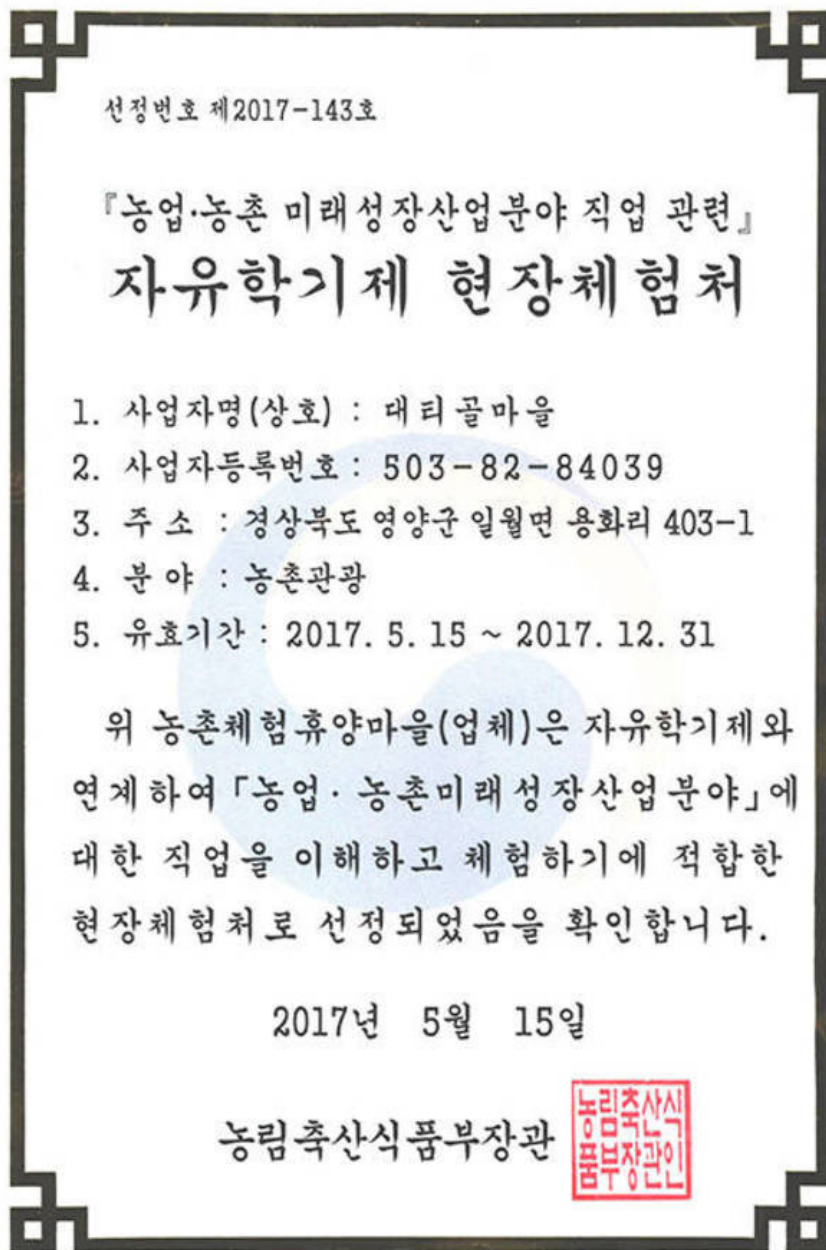 선정번호 제2017-143호
『농업·농촌 미래성장산업분야 직업 관련』
자유학기제 현장체험처
1. 사업자명(상호) : 대티골마을
2. 사업자등록번호 : 503-82-84039
3. 주 소 : 경상북도 영양군 일월면 용화리 403-1
4. 분 야 : 농촌관광
5. 유효기간 : 2017. 5. 15 ~ 2017. 12. 31
위 농촌체험휴양마을(업체)은 자유학기제와
연계하여 「농업· 농촌미래성장산업분야」에
대한 직업을 이해하고 체험하기에 적합한
현장체험처로 선정되었음을 확인합니다.
2017년 5월 15일
농림축산식품부장관
농림축산식
품부장관인